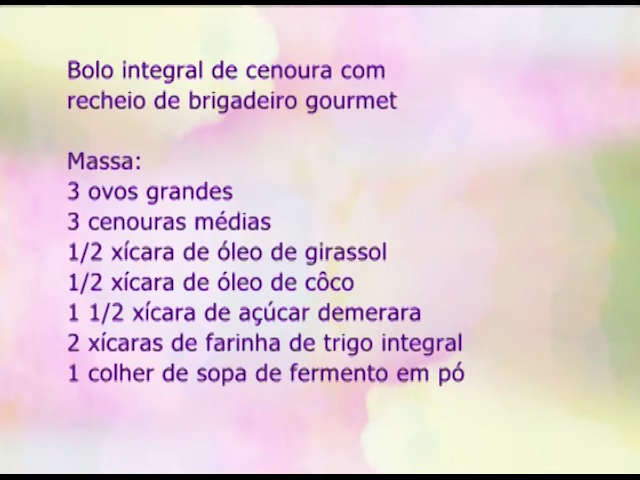 Bolo integral de cenoura com
recheio de brigadeiro gourmet
Massa:
3 ovos grandes
3 cenouras médias
1/2 xícara de óleo de girassol
1/2 xícara de óleo de côco
1 1/2 xícara de açúcar demerara
2 xícaras de farinha de trigo integral
1 colher de sopa de fermento em pó